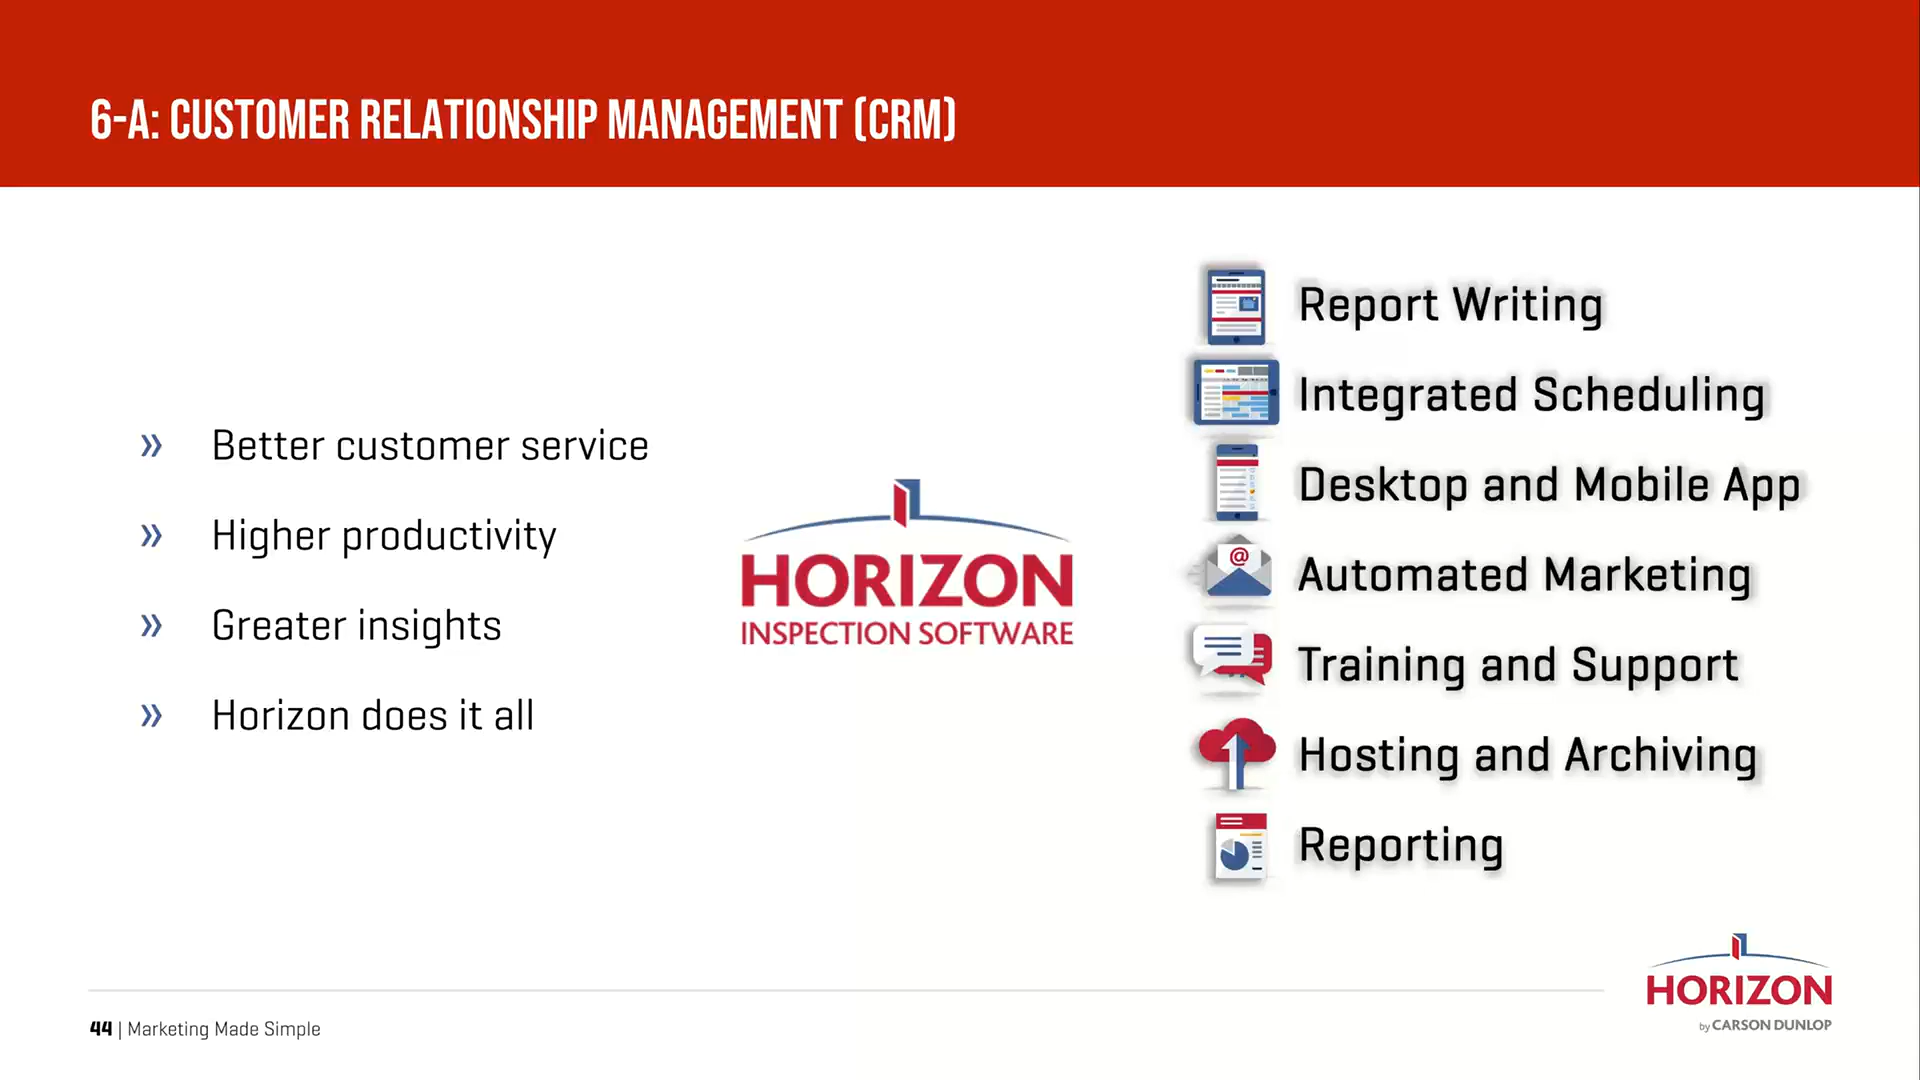 6-A: CUSTOMER RELATIONSHIP MANAGEMENT (CRM)
» Better customer service
» Higher productivity
» Greater insights
» Horizon does it all
HORIZON
INSPECTION SOFTWARE
Report Writing
Integrated Scheduling
Desktop and Mobile App
@
Automated Marketing
Training and Support
Hosting and Archiving
Reporting
44 | Marketing Made Simple
HORIZON
by CARSON DUNLOP